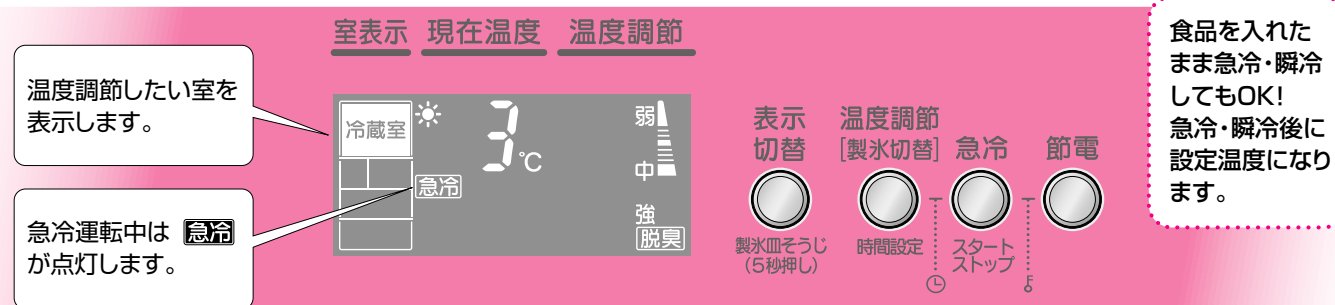 室表示 現在温度 温度調節
温度調節したい室を
表示します。
急冷運転中は 急冷
が点灯します。
冷蔵室
3℃
急冷
弱
中
強
脱臭
表示
切替
製氷皿そうじ
(5秒押し)
温度調節
[製氷切替]
時間設定
急冷
スタート
ストップ
節電
食品を入れた
まま急冷・瞬冷
してもOK!
急冷・瞬冷後に
設定温度になり
ます。